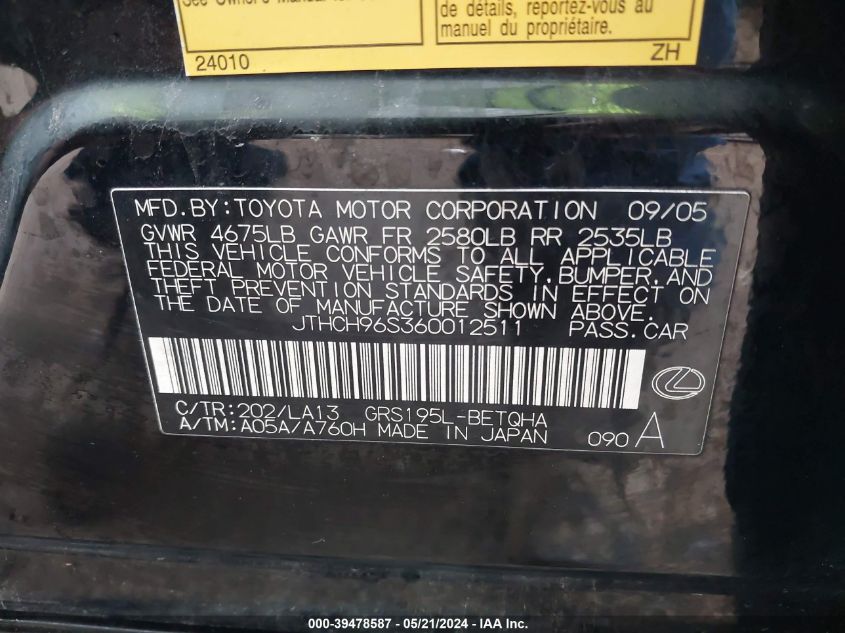 de détails, reportez-vous au
manuel du propriétaire.
24010
ZH
MFD.BY:TOYOTA MOTOR CORPORATION 09/05
GVWR 4675LB GAWR FR 2580LB RR 2535LB
THIS VEHICLE CONFORMS TO ALL APPLICABLE
FEDERAL MOTOR VEHICLE SAFETY,BUMPER,AND
THEFT PREVENTION STANDARDS IN EFFECT ON
THE DATE OF MANUFACTURE SHOWN ABOVE.
JTHCH96S360012511 PASS.CAR
C/TR:202/LA13 GRS195L-BETQHA
A/TM:A05A/A760H MADE IN JAPAN
090 A
000-39478587 - 05/21/2024 - IAA Inc.